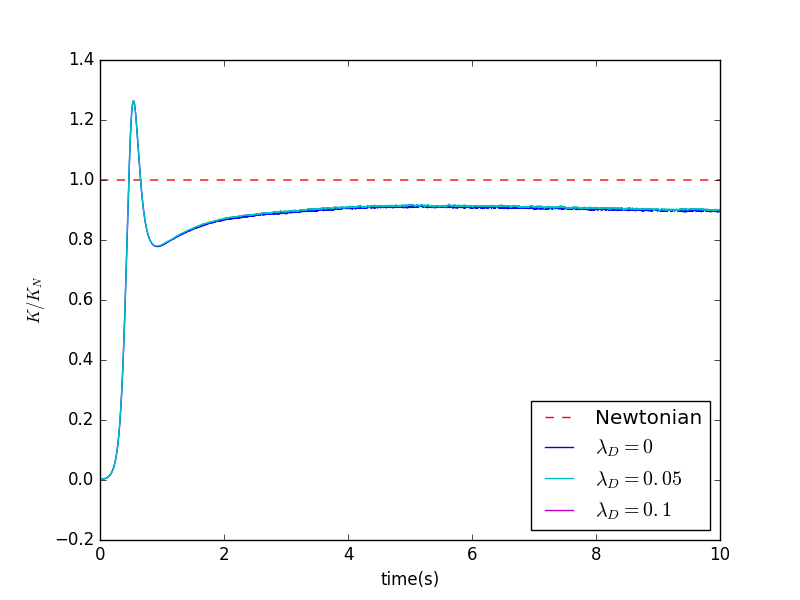 1.4
1.2
1.0
0.8
0.6
0.4
0.2
0.0
−0.2
K/K_N
0 2 4 6 8 10
time(s)
Newtonian
λ_D = 0
λ_D = 0.05
λ_D = 0.1